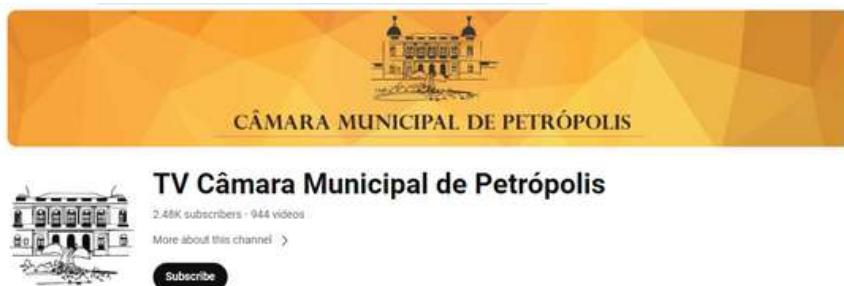 CÂMARA MUNICIPAL DE PETRÓPOLIS
TV Câmara Municipal de Petrópolis
2.48K subscribers · 944 videos
More about this channel
Subscribe